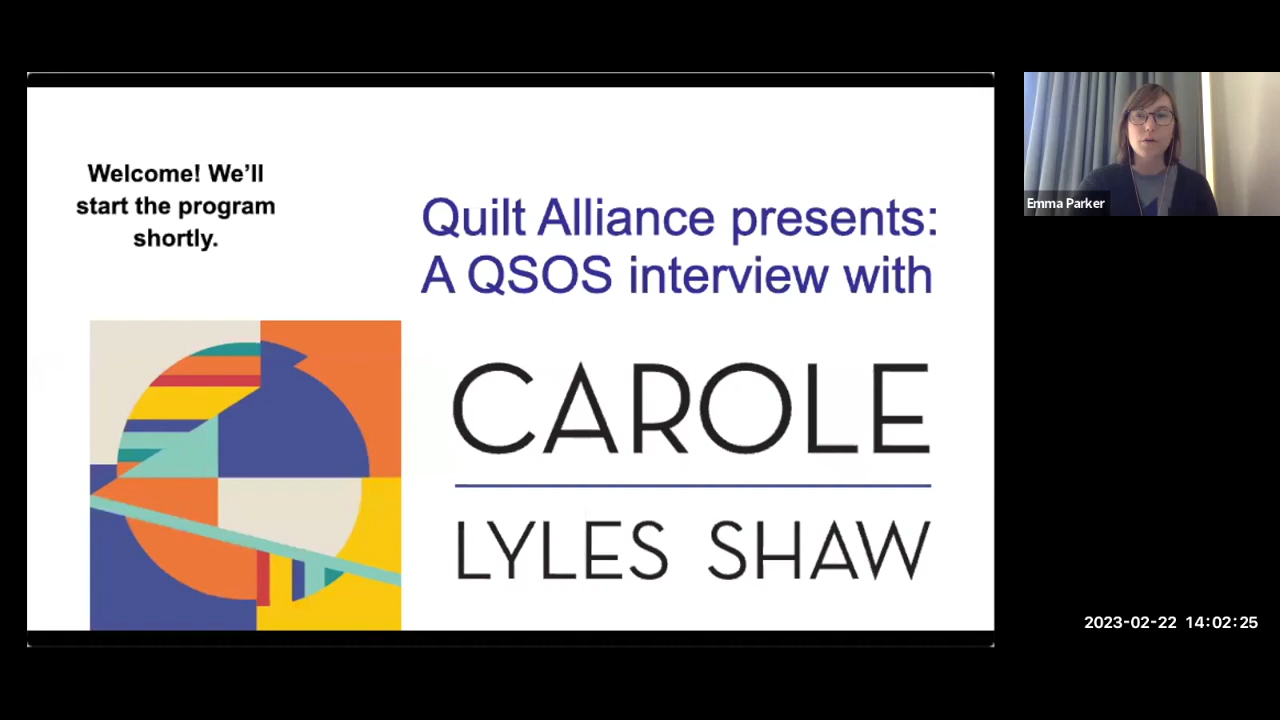 Welcome! We'll
start the program
shortly.
Quilt Alliance presents:
A QSOS interview with
CAROLE
LYLES SHAW
Emma Parker
2023-02-22 14:02:25